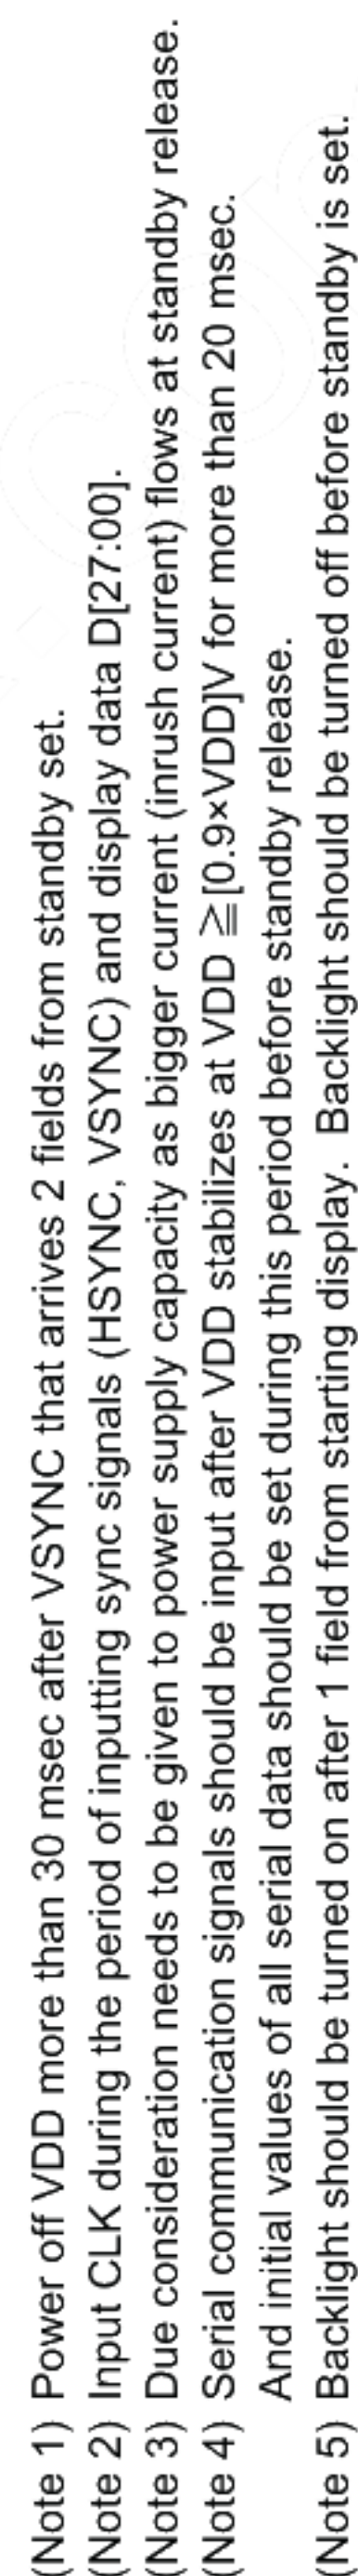 (Note 1) Power off VDD more than 30 msec after VSYNC that arrives 2 fields from standby set.
(Note 2) Input CLK during the period of inputting sync signals (HSYNC, VSYNC) and display data D[27:00].
(Note 3) Due consideration needs to be given to power supply capacity as bigger current (inrush current) flows at standby release.
(Note 4) Serial communication signals should be input after VDD stabilizes at VDD ≧[0.9×VDD]V for more than 20 msec.
And initial values of all serial data should be set during this period before standby release.
(Note 5) Backlight should be turned on after 1 field from starting display. Backlight should be turned off before standby is set.